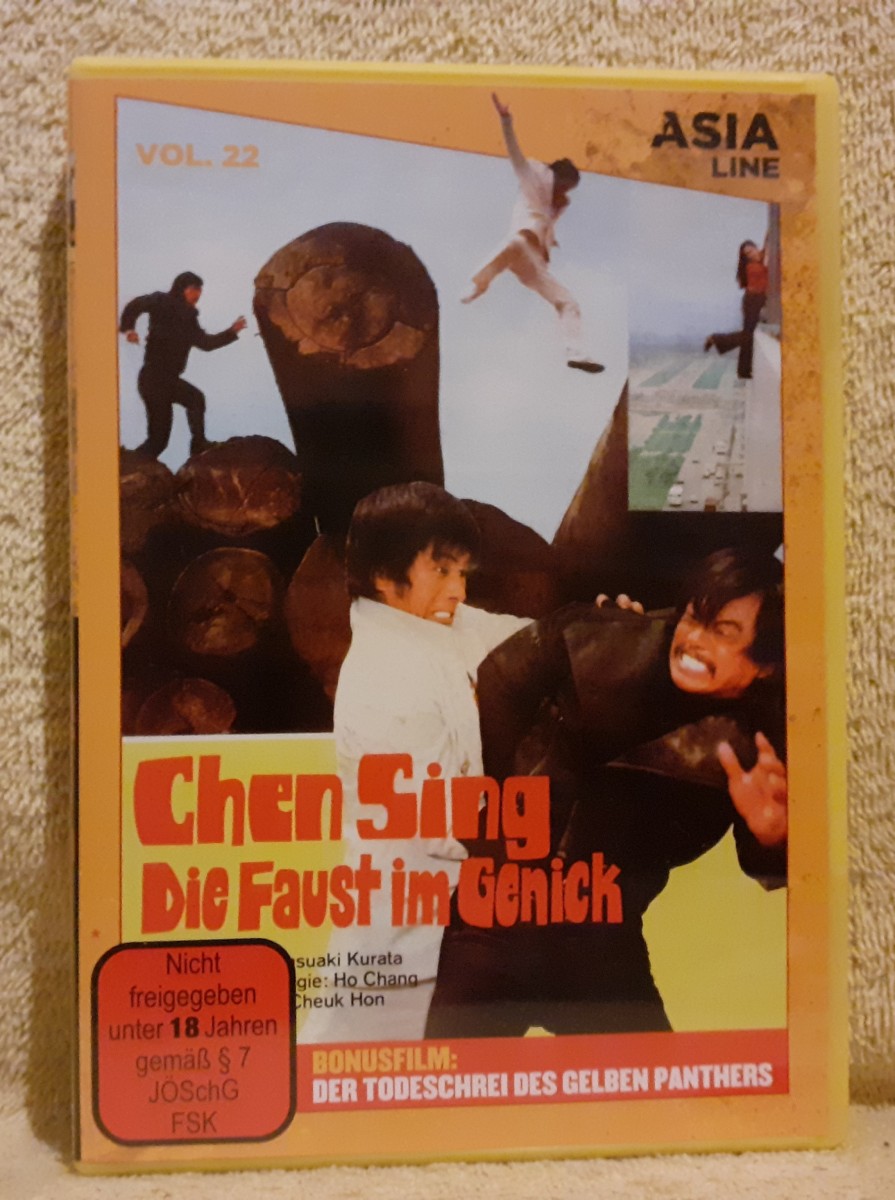 VOL. 22
ASIA
LINE
Chen Sing
Die Faust im Genick
suaki Kurata
gie: Ho Chang
Cheuk Hon
Nicht
freigegeben
unter 18 Jahren
gemäß § 7
JÖSchG
FSK
BONUSFILM:
DER TODESCHREI DES GELBEN PANTHERS